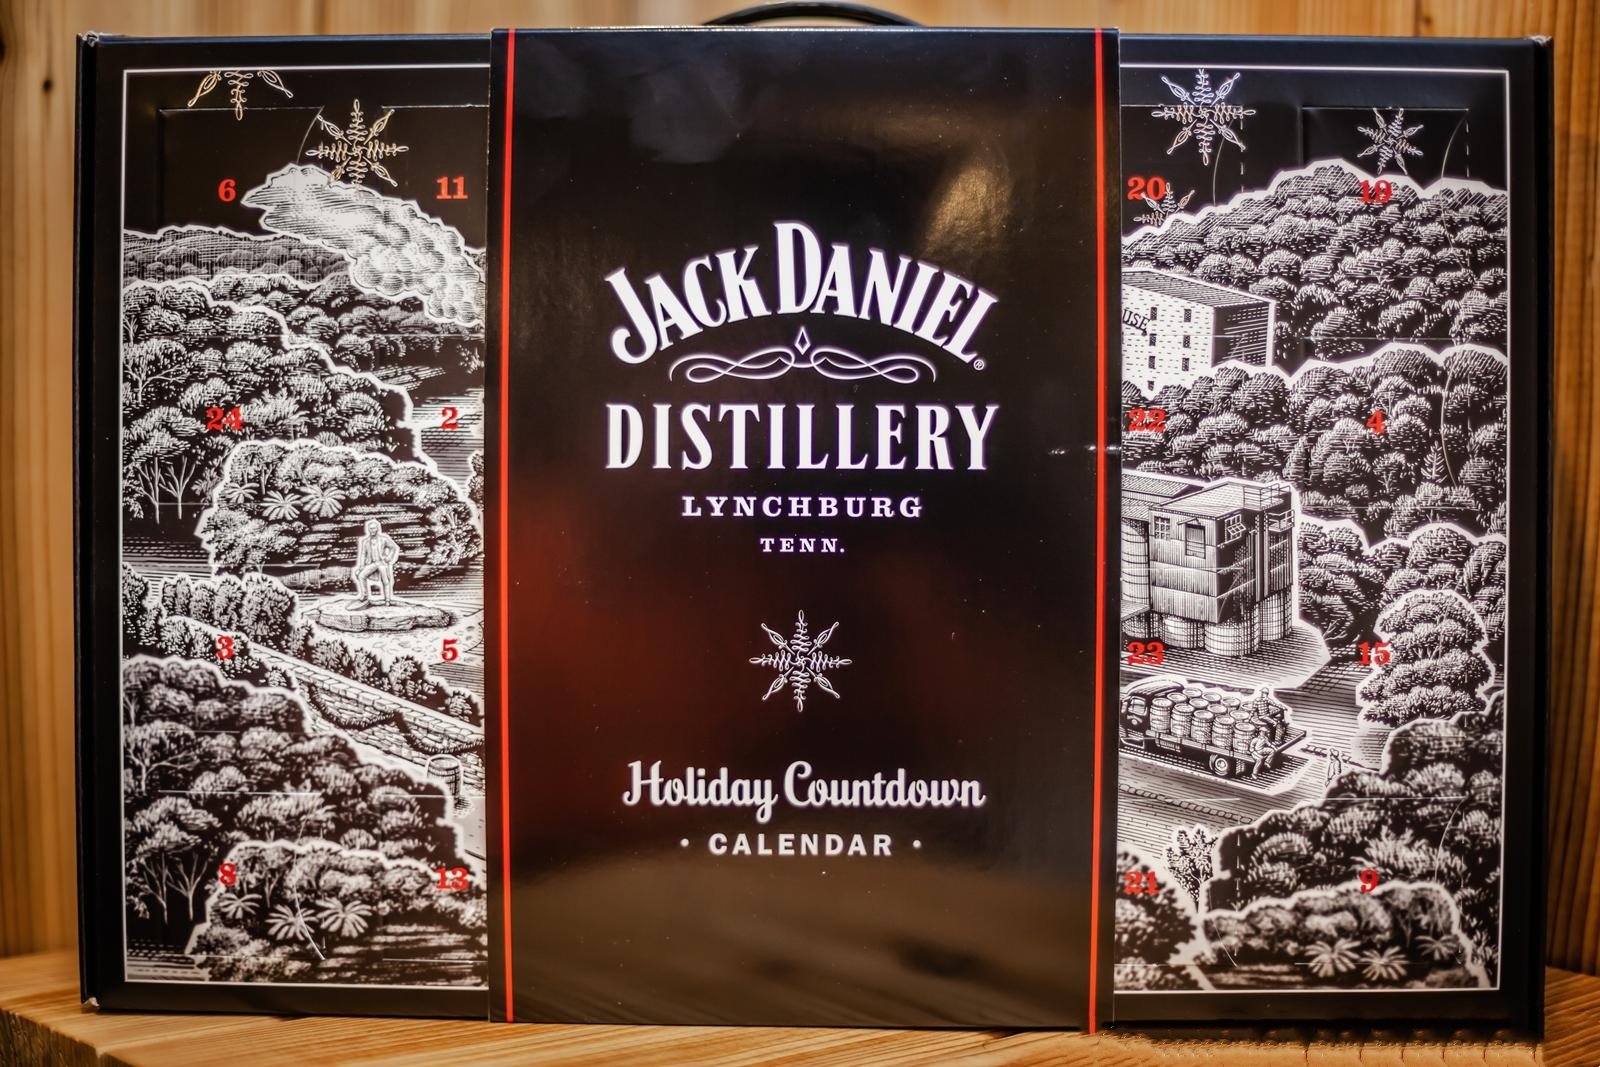 6 11 20 19
JACK DANIEL
USE
24 2 22 4
DISTILLERY
LYNCHBURG
TENN.
3 5 23 15
Holiday Countdown
• CALENDAR •
8 13 21 9